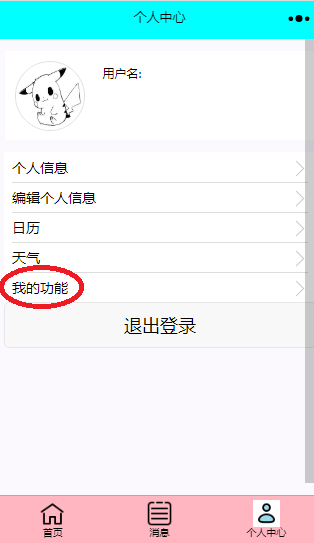 个人中心
用户名:
个人信息
编辑个人信息
日历
天气
我的功能
退出登录
首页
消息
个人中心